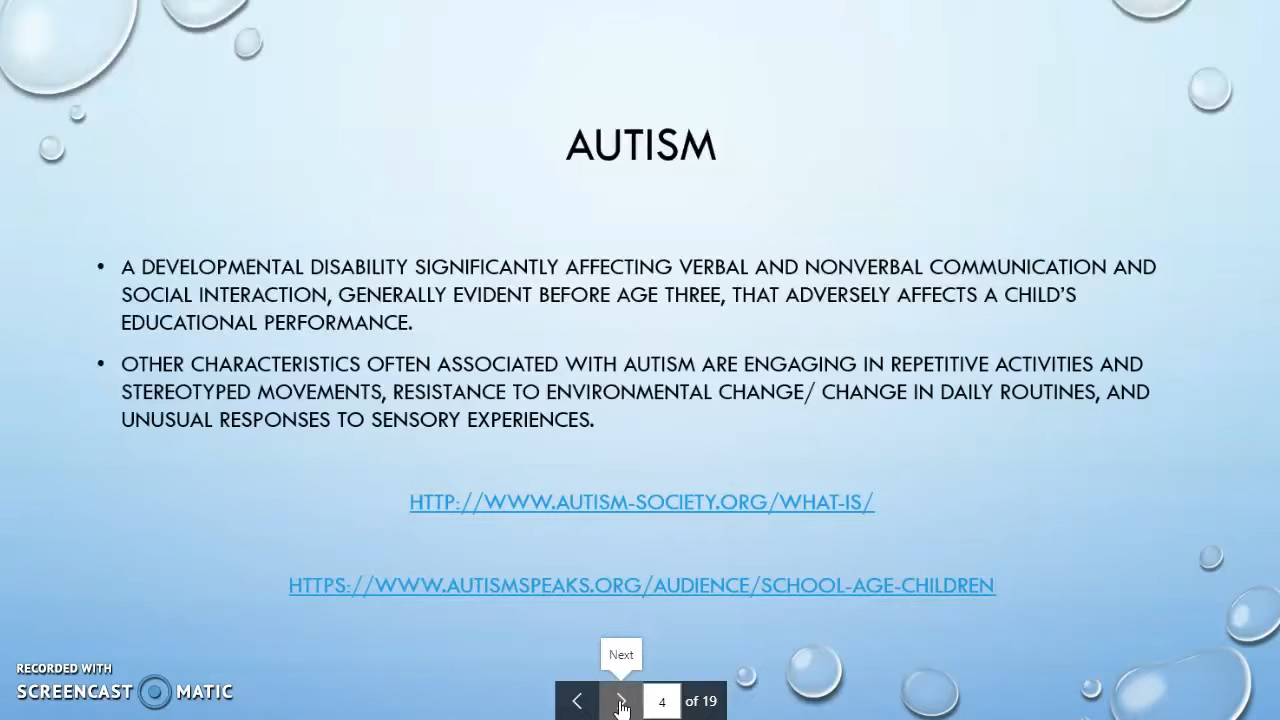 AUTISM
• A DEVELOPMENTAL DISABILITY SIGNIFICANTLY AFFECTING VERBAL AND NONVERBAL COMMUNICATION AND
SOCIAL INTERACTION, GENERALLY EVIDENT BEFORE AGE THREE, THAT ADVERSELY AFFECTS A CHILD'S
EDUCATIONAL PERFORMANCE.
• OTHER CHARACTERISTICS OFTEN ASSOCIATED WITH AUTISM ARE ENGAGING IN REPETITIVE ACTIVITIES AND
STEREOTYPED MOVEMENTS, RESISTANCE TO ENVIRONMENTAL CHANGE/ CHANGE IN DAILY ROUTINES, AND
UNUSUAL RESPONSES TO SENSORY EXPERIENCES.
HTTP://WWW.AUTISM-SOCIETY.ORG/WHAT-IS/
HTTPS://WWW.AUTISMSPEAKS.ORG/AUDIENCE/SCHOOL-AGE-CHILDREN
Next
RECORDED WITH
SCREENCAST MATIC
4 of 19